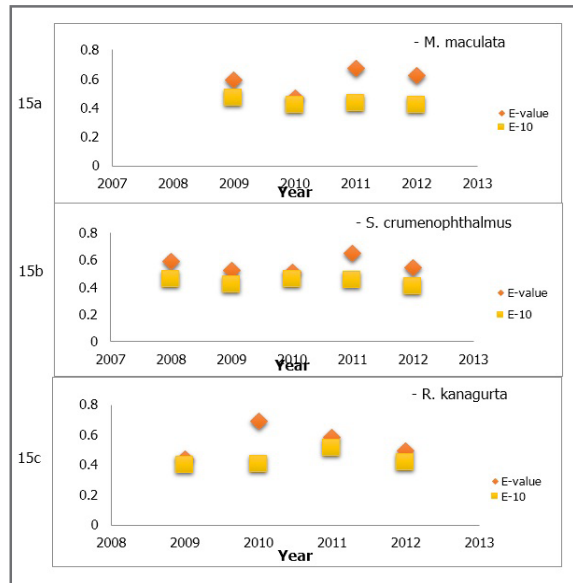 - M. maculata
0.8
0.6
0.4
0.2
0
15a
E-value
E-10
2007 2008 2009 2010 2011 2012 2013
Year
- S. crumenophthalmus
0.8
0.6
0.4
0.2
0
15b
E-value
E-10
2007 2008 2009 2010 2011 2012 2013
Year
- R. kanagurta
0.8
0.6
0.4
0.2
0
15c
E-value
E-10
2008 2009 2010 2011 2012 2013
Year